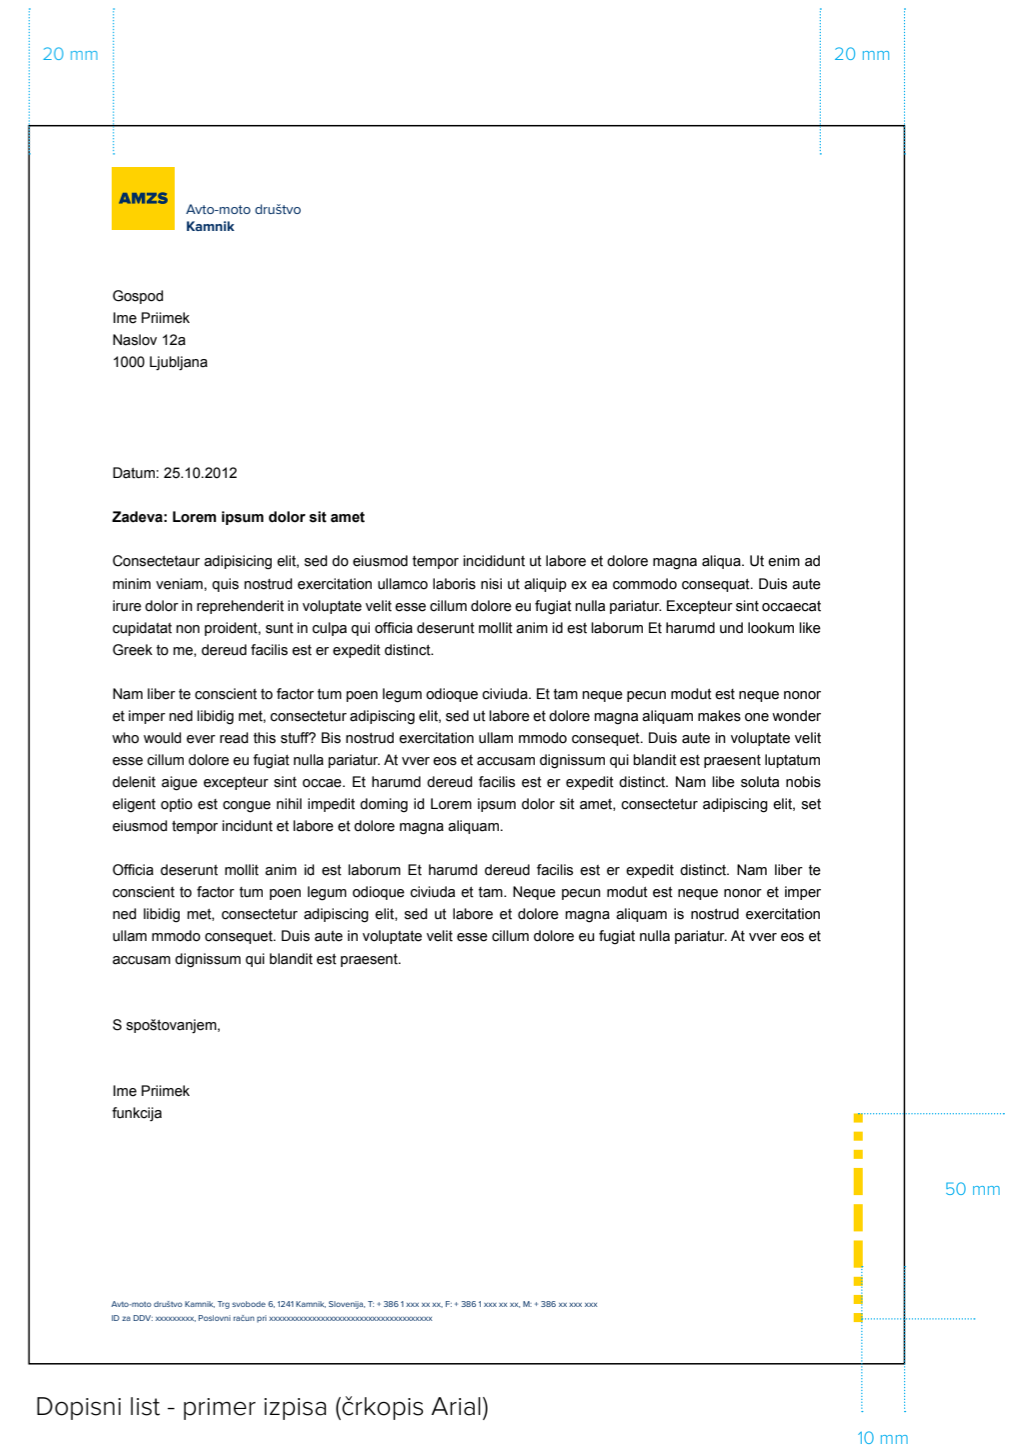 20 mm
20 mm
AMZS
Avto-moto društvo
Kamnik
Gospod
Ime Priimek
Naslov 12a
1000 Ljubljana
Datum: 25.10.2012
Zadeva: Lorem ipsum dolor sit amet
Consectetaur adipisicing elit, sed do eiusmod tempor incididunt ut labore et dolore magna aliqua. Ut enim ad
minim veniam, quis nostrud exercitation ullamco laboris nisi ut aliquip ex ea commodo consequat. Duis aute
irure dolor in reprehenderit in voluptate velit esse cillum dolore eu fugiat nulla pariatur. Excepteur sint occaecat
cupidatat non proident, sunt in culpa qui officia deserunt mollit anim id est laborum Et harumd und lookum like
Greek to me, dereud facilis est er expedit distinct.
Nam liber te conscient to factor tum poen legum odioque civiuda. Et tam neque pecun modut est neque nonor
et imper ned libidig met, consectetur adipiscing elit, sed ut labore et dolore magna aliquam makes one wonder
who would ever read this stuff? Bis nostrud exercitation ullam mmodo consequet. Duis aute in voluptate velit
esse cillum dolore eu fugiat nulla pariatur. At vver eos et accusam dignissum qui blandit est praesent luptatum
delenit aigue excepteur sint occae. Et harumd dereud facilis est er expedit distinct. Nam libe soluta nobis
eligent optio est congue nihil impedit doming id Lorem ipsum dolor sit amet, consectetur adipiscing elit, set
eiusmod tempor incidunt et labore et dolore magna aliquam.
Officia deserunt mollit anim id est laborum Et harumd dereud facilis est er expedit distinct. Nam liber te
conscient to factor tum poen legum odioque civiuda et tam. Neque pecun modut est neque nonor et imper
ned libidig met, consectetur adipiscing elit, sed ut labore et dolore magna aliquam is nostrud exercitation
ullam mmodo consequet. Duis aute in voluptate velit esse cillum dolore eu fugiat nulla pariatur. At vver eos et
accusam dignissum qui blandit est praesent.
S spoštovanjem,
Ime Priimek
funkcija
50 mm
Avto-moto društvo Kamnik, Trg svobode 6, 1241 Kamnik, Slovenija, T: + 386 1 xxx xx xx, F: + 386 1 xxx xx xx, M: + 386 xx xxx xxx
ID za DDV: xxxxxxxxx, Poslovni račun pri xxxxxxxxxxxxxxxxxxxxxxxxxxxxxxxxxxxxxx
Dopisni list - primer izpisa (črkopis Arial)
10 mm